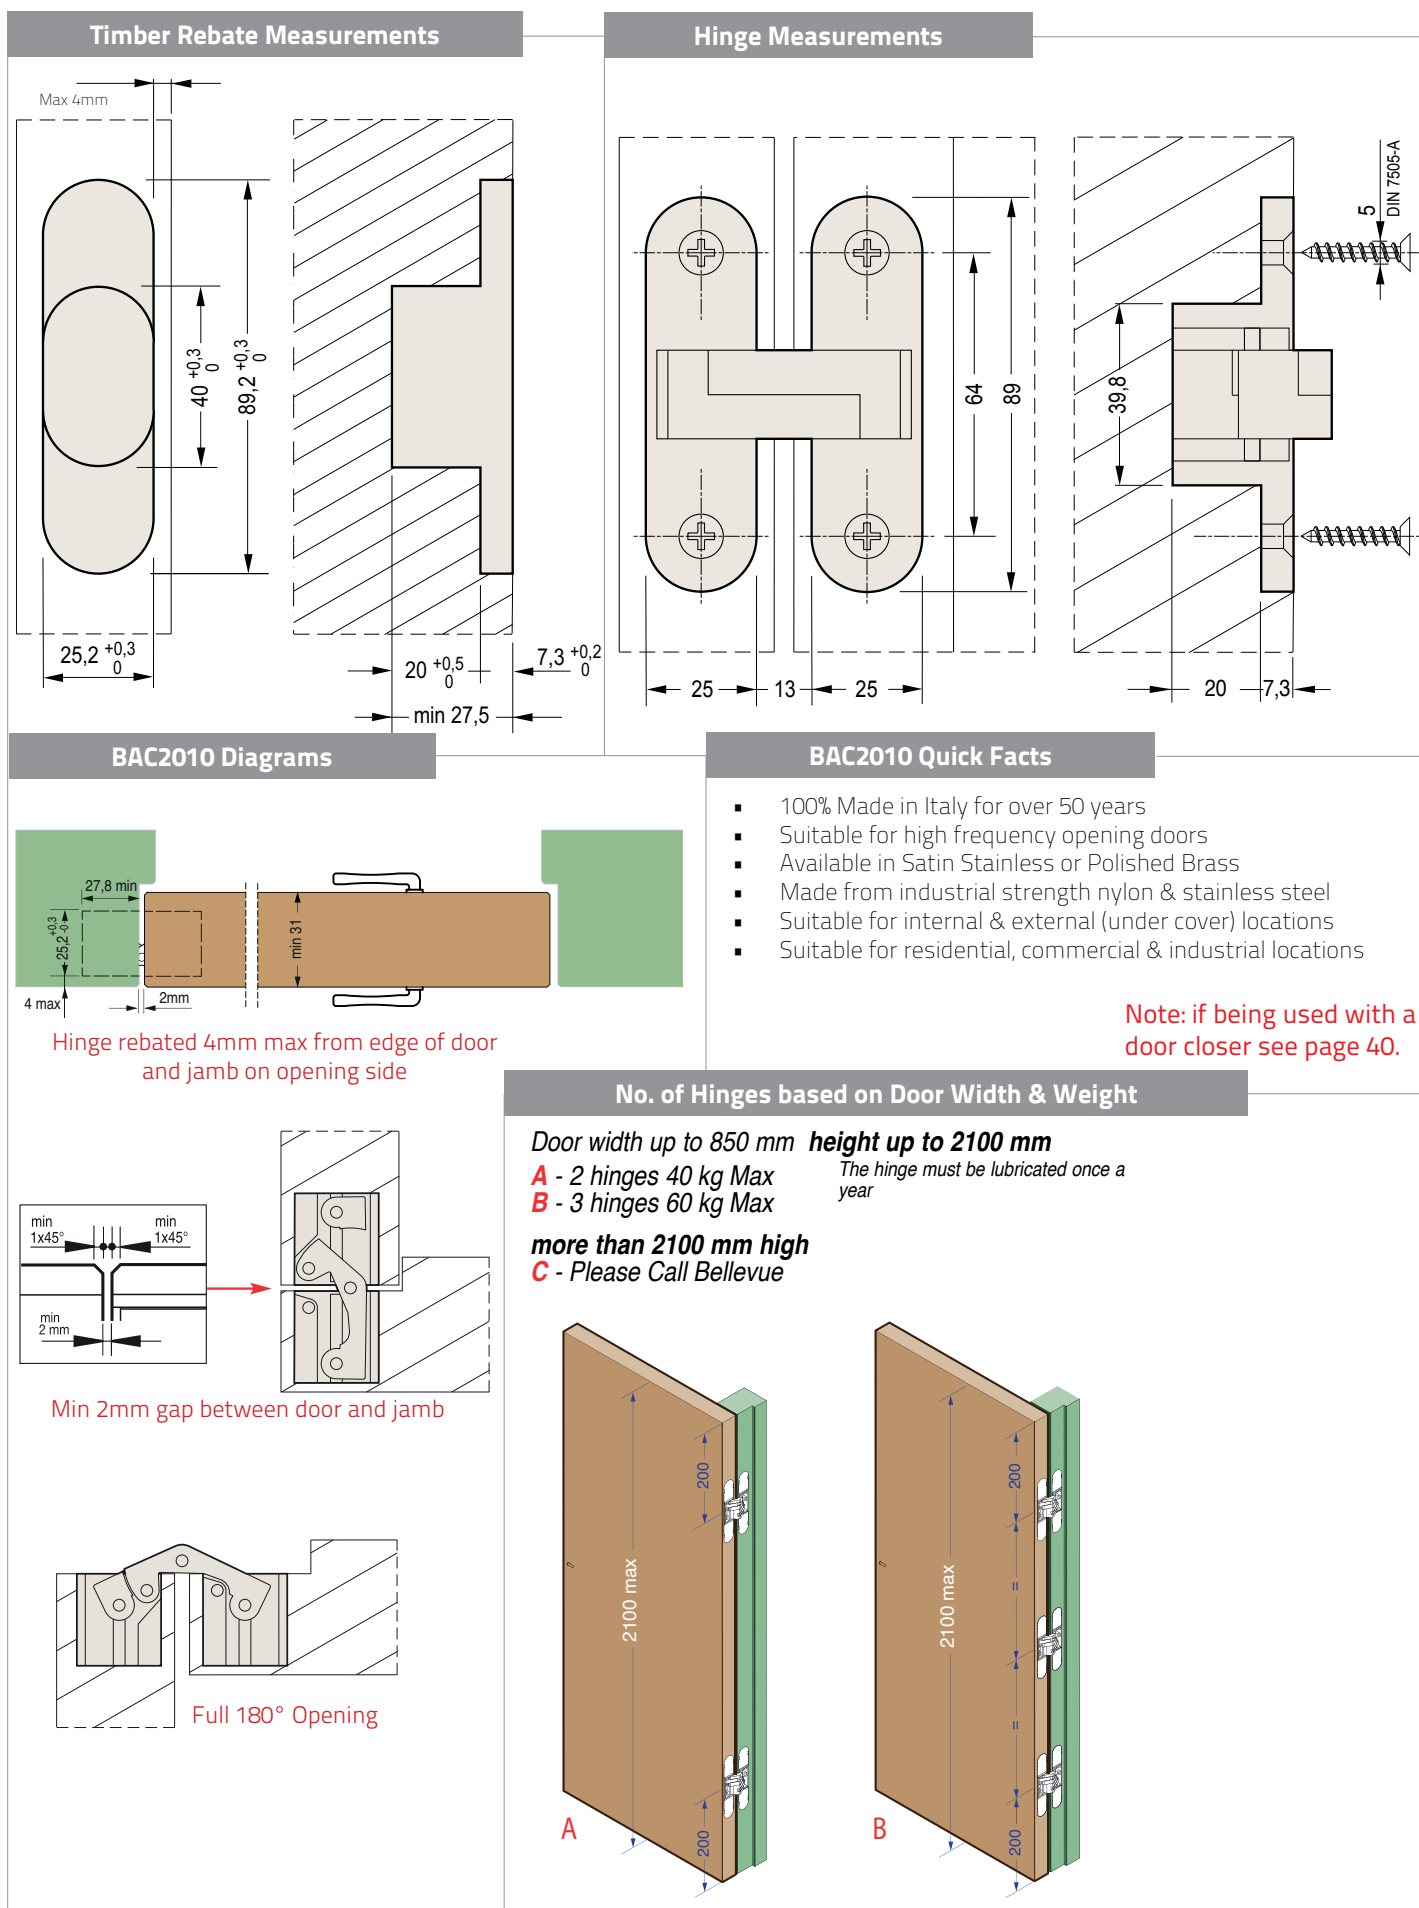 Timber Rebate Measurements
Max 4mm
40 +0,3 0
89,2 +0,3 0
25,2 +0,3 0
20 +0,5 0
7,3 +0,2 0
min 27,5
Hinge Measurements
64
89
39,8
5
DIN 7505-A
25
13
25
20
7,3
BAC2010 Diagrams
27,8 min
25,2 +0,3 -0,3
min 31
4 max
2mm
Hinge rebated 4mm max from edge of door
and jamb on opening side
BAC2010 Quick Facts
▪ 100% Made in Italy for over 50 years
▪ Suitable for high frequency opening doors
▪ Available in Satin Stainless or Polished Brass
▪ Made from industrial strength nylon & stainless steel
▪ Suitable for internal & external (under cover) locations
▪ Suitable for residential, commercial & industrial locations
Note: if being used with a
door closer see page 40.
min
1x45°
min
1x45°
min
2 mm
Min 2mm gap between door and jamb
Full 180° Opening
No. of Hinges based on Door Width & Weight
Door width up to 850 mm height up to 2100 mm
A - 2 hinges 40 kg Max
B - 3 hinges 60 kg Max
The hinge must be lubricated once a
year
more than 2100 mm high
C - Please Call Bellevue
200
2100 max
200
A
200
=
2100 max
=
200
B